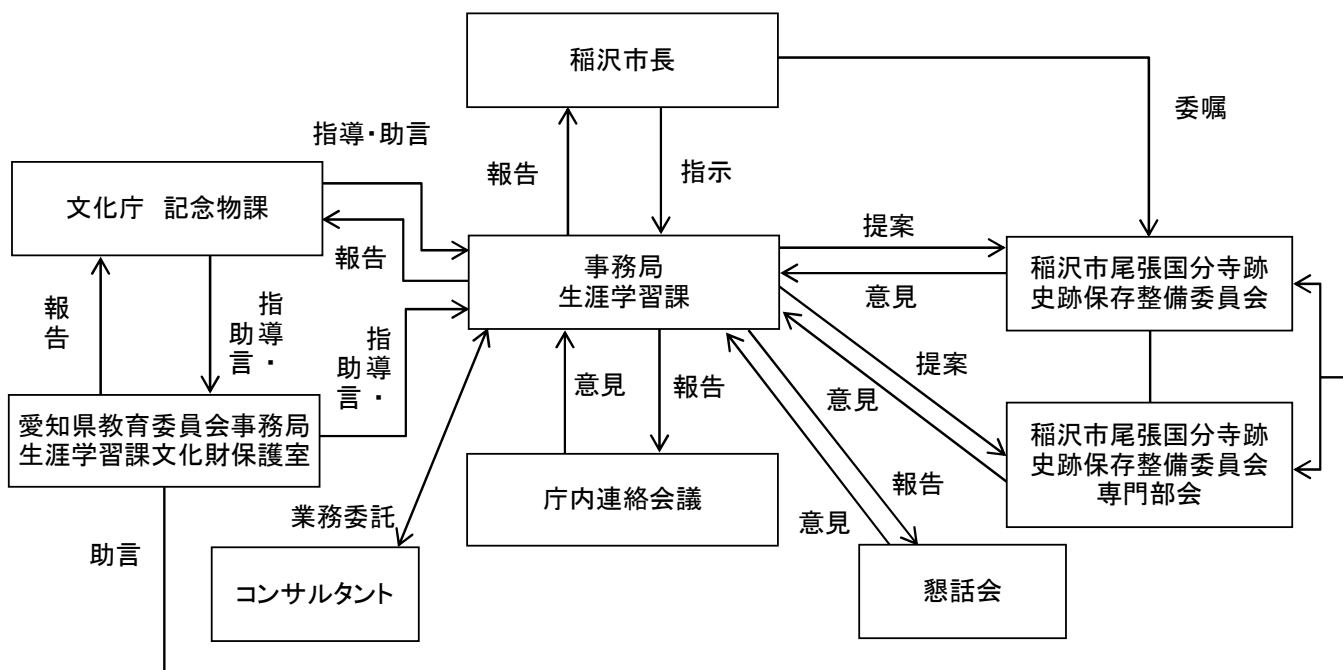 稲沢市長
委嘱
指導・助言
報告
指示
文化庁　記念物課
提案
報告
事務局
生涯学習課
稲沢市尾張国分寺跡
史跡保存整備委員会
意見
報告
指導・
助言
指導・
助言
提案
意見
報告
意見
愛知県教育委員会事務局
生涯学習課文化財保護室
稲沢市尾張国分寺跡
史跡保存整備委員会
専門部会
庁内連絡会議
報告
意見
業務委託
助言
コンサルタント
懇話会